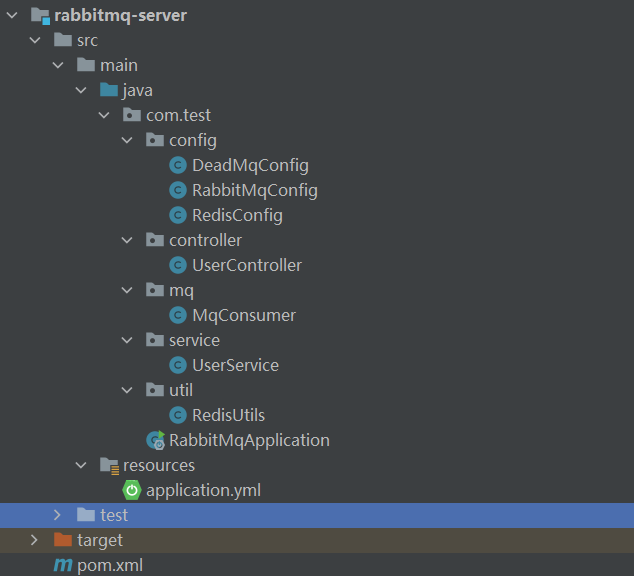 rabbitmq-server
src
main
java
com.test
config
DeadMqConfig
RabbitMqConfig
RedisConfig
controller
UserController
mq
MqConsumer
service
UserService
util
RedisUtils
RabbitMqApplication
resources
application.yml
test
target
pom.xml